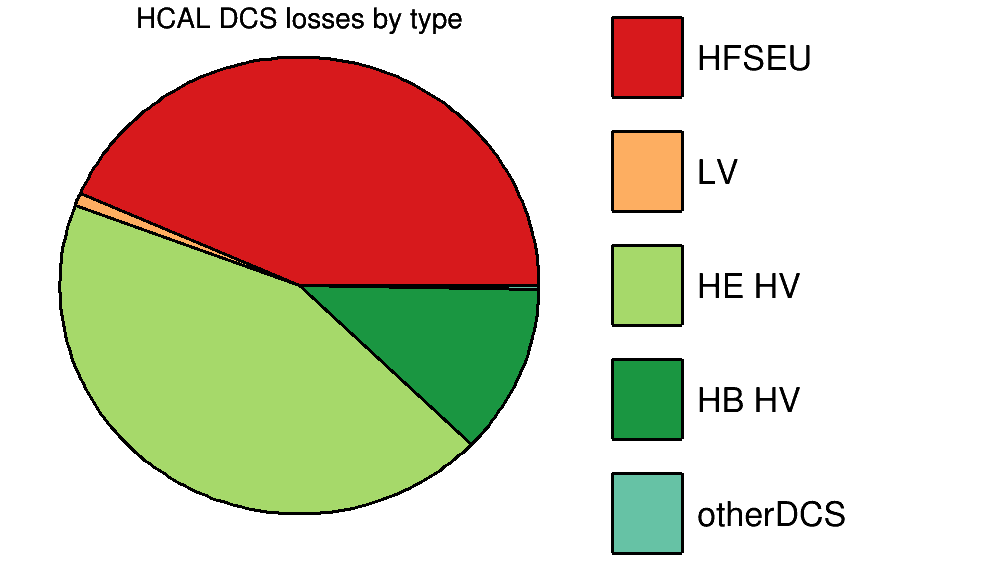 HCAL DCS losses by type
HFSEU
LV
HE HV
HB HV
otherDCS